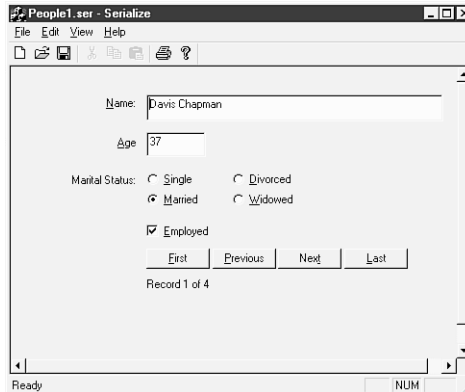 People1.ser - Serialize
File Edit View Help
Name: Davis Chapman
Age 37
Marital Status: Single Divorced
Married Widowed
Employed
First Previous Next Last
Record 1 of 4
Ready NUM